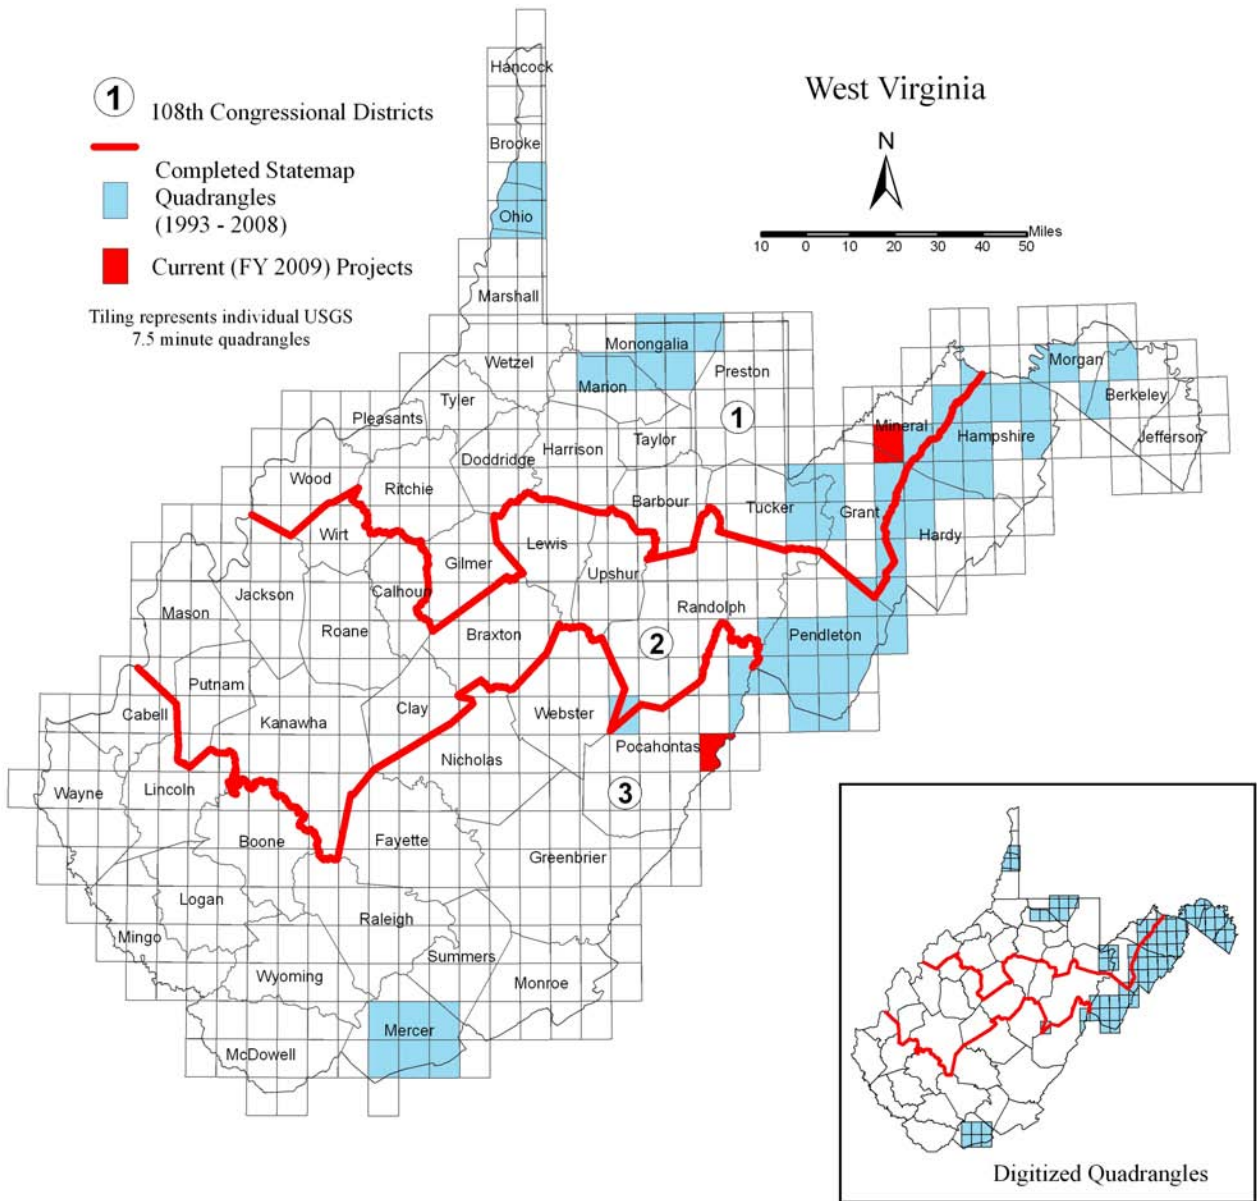 Hancock
1
108th Congressional Districts
West Virginia
N
Brooke
Completed Statemap
Quadrangles
(1993 - 2008)
Ohio
10 0 10 20 30 40 50 Miles
Current (FY 2009) Projects
Marshall
Tiling represents individual USGS
7.5 minute quadrangles
Monongalia
Wetzel
Morgan
Preston
Marion
Berkeley
Tyler
Pleasants
1
Mineral
Hampshire
Jefferson
Taylor
Harrison
Doddridge
Wood
Ritchie
Barbour
Tucker
Grant
Wirt
Hardy
Lewis
Gilmer
Upshur
Calhoun
Jackson
Mason
Randolph
Roane
Braxton
2
Pendleton
Putnam
Clay
Cabell
Kanawha
Webster
Pocahontas
Nicholas
Wayne
Lincoln
3
Boone
Fayette
Greenbrier
Logan
Raleigh
Mingo
Summers
Wyoming
Monroe
Mercer
McDowell
Digitized Quadrangles